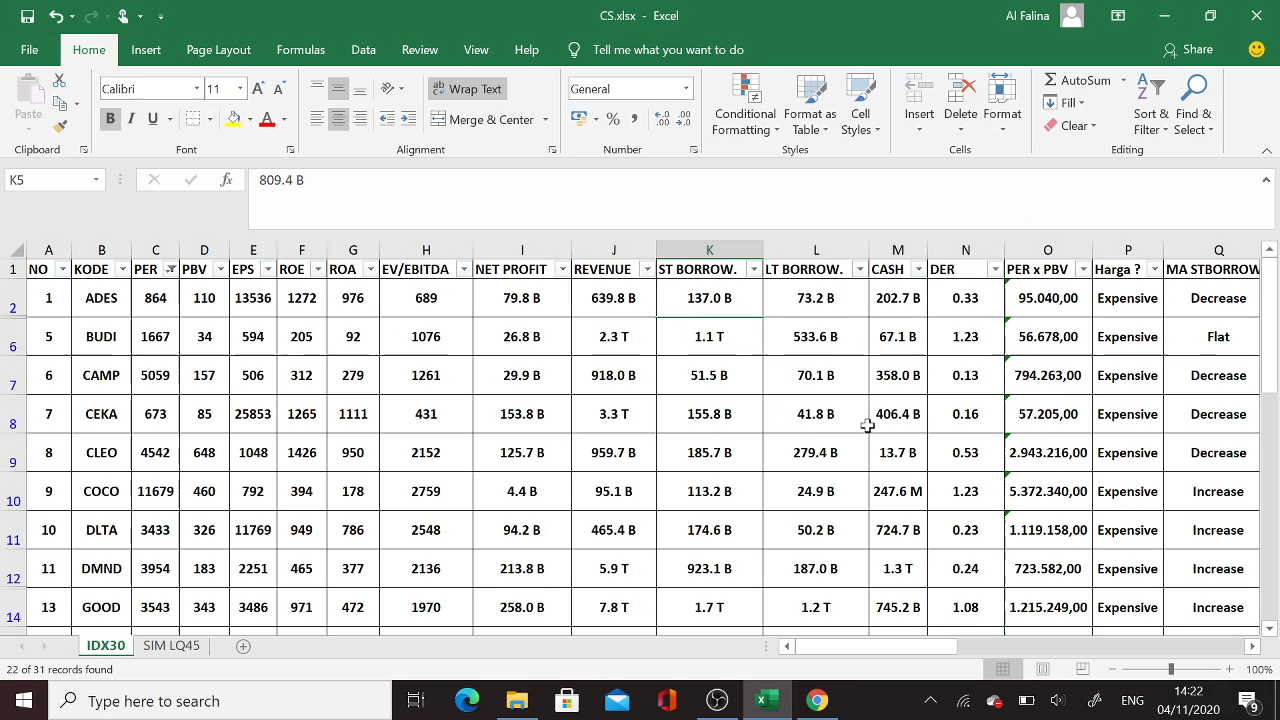 CS.xlsx - Excel
Al Falina
File Home Insert Page Layout Formulas Data Review View Help Tell me what you want to do Share
Paste
Calibri 11
B I U
Wrap Text
Merge & Center
General
Conditional Formatting
Format as Table
Cell Styles
Insert Delete Format
AutoSum
Fill
Clear
Sort & Filter
Find & Select
Clipboard Font Alignment Number Styles Cells Editing
K5 fx 809.4 B
A B C D E F G H I J K L M N O P Q
1 NO KODE PER PBV EPS ROE ROA EV/EBITDA NET PROFIT REVENUE ST BORROW. LT BORROW. CASH DER PER x PBV Harga ? MA STBORROW
2 1 ADES 864 110 13536 1272 976 689 79.8 B 639.8 B 137.0 B 73.2 B 202.7 B 0.33 95.040,00 Expensive Decrease
6 5 BUDI 1667 34 594 205 92 1076 26.8 B 2.3 T 1.1 T 533.6 B 67.1 B 1.23 56.678,00 Expensive Flat
7 6 CAMP 5059 157 506 312 279 1261 29.9 B 918.0 B 51.5 B 70.1 B 358.0 B 0.13 794.263,00 Expensive Decrease
8 7 CEKA 673 85 25853 1265 1111 431 153.8 B 3.3 T 155.8 B 41.8 B 406.4 B 0.16 57.205,00 Expensive Decrease
9 8 CLEO 4542 648 1048 1426 950 2152 125.7 B 959.7 B 185.7 B 279.4 B 13.7 B 0.53 2.943.216,00 Expensive Decrease
10 9 COCO 11679 460 792 394 178 2759 4.4 B 95.1 B 113.2 B 24.9 B 247.6 M 1.23 5.372.340,00 Expensive Increase
11 10 DLTA 3433 326 11769 949 786 2548 94.2 B 465.4 B 174.6 B 50.2 B 724.7 B 0.23 1.119.158,00 Expensive Increase
12 11 DMND 3954 183 2251 465 377 2136 213.8 B 5.9 T 923.1 B 187.0 B 1.3 T 0.24 723.582,00 Expensive Increase
14 13 GOOD 3543 343 3486 971 472 1970 258.0 B 7.8 T 1.7 T 1.2 T 745.2 B 1.08 1.215.249,00 Expensive Increase
IDX30 SIM LQ45
22 of 31 records found
100%
Type here to search
ENG
14:22
04/11/2020
9